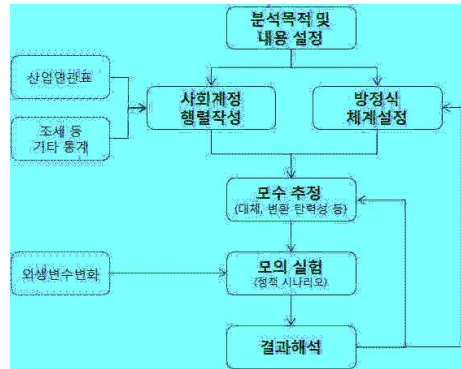 분석목적 및
내용 설정
산업연관표
사회계정
행렬작성
방정식
체계설정
조세 등
기타 통계
모수 추정
(대체, 변환 탄력성 등)
외생변수변화
모의 실험
(정책 시나리오)
결과해석